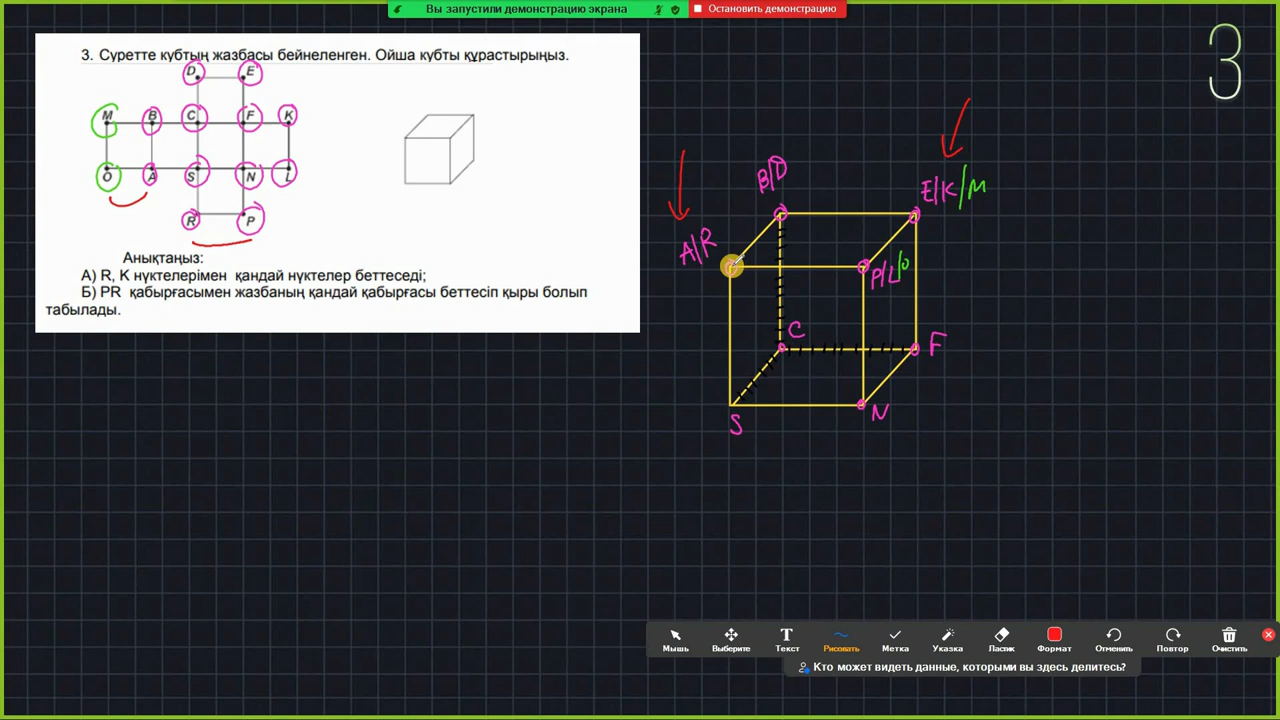 Вы запустили демонстрацию экрана
Остановить демонстрацию
3
3. Суретте кубтың жазбасы бейнеленген. Ойша кубты құрастырыңыз.
D E
M B C F K
O A S N L
R P
Анықтаңыз:
А) R, K нүктелерімен қандай нүктелер беттеседі;
Б) PR қабырғасымен жазбаның қандай қабырғасы беттесіп қыры болып
табылады.
B/D
E/K/M
A/R
P/L/O
C
F
S
N
Мышь Выберите Текст Рисовать Метка Указка Ластик Формат Отменить Повтор Очистить
Кто может видеть данные, которыми вы здесь делитесь?